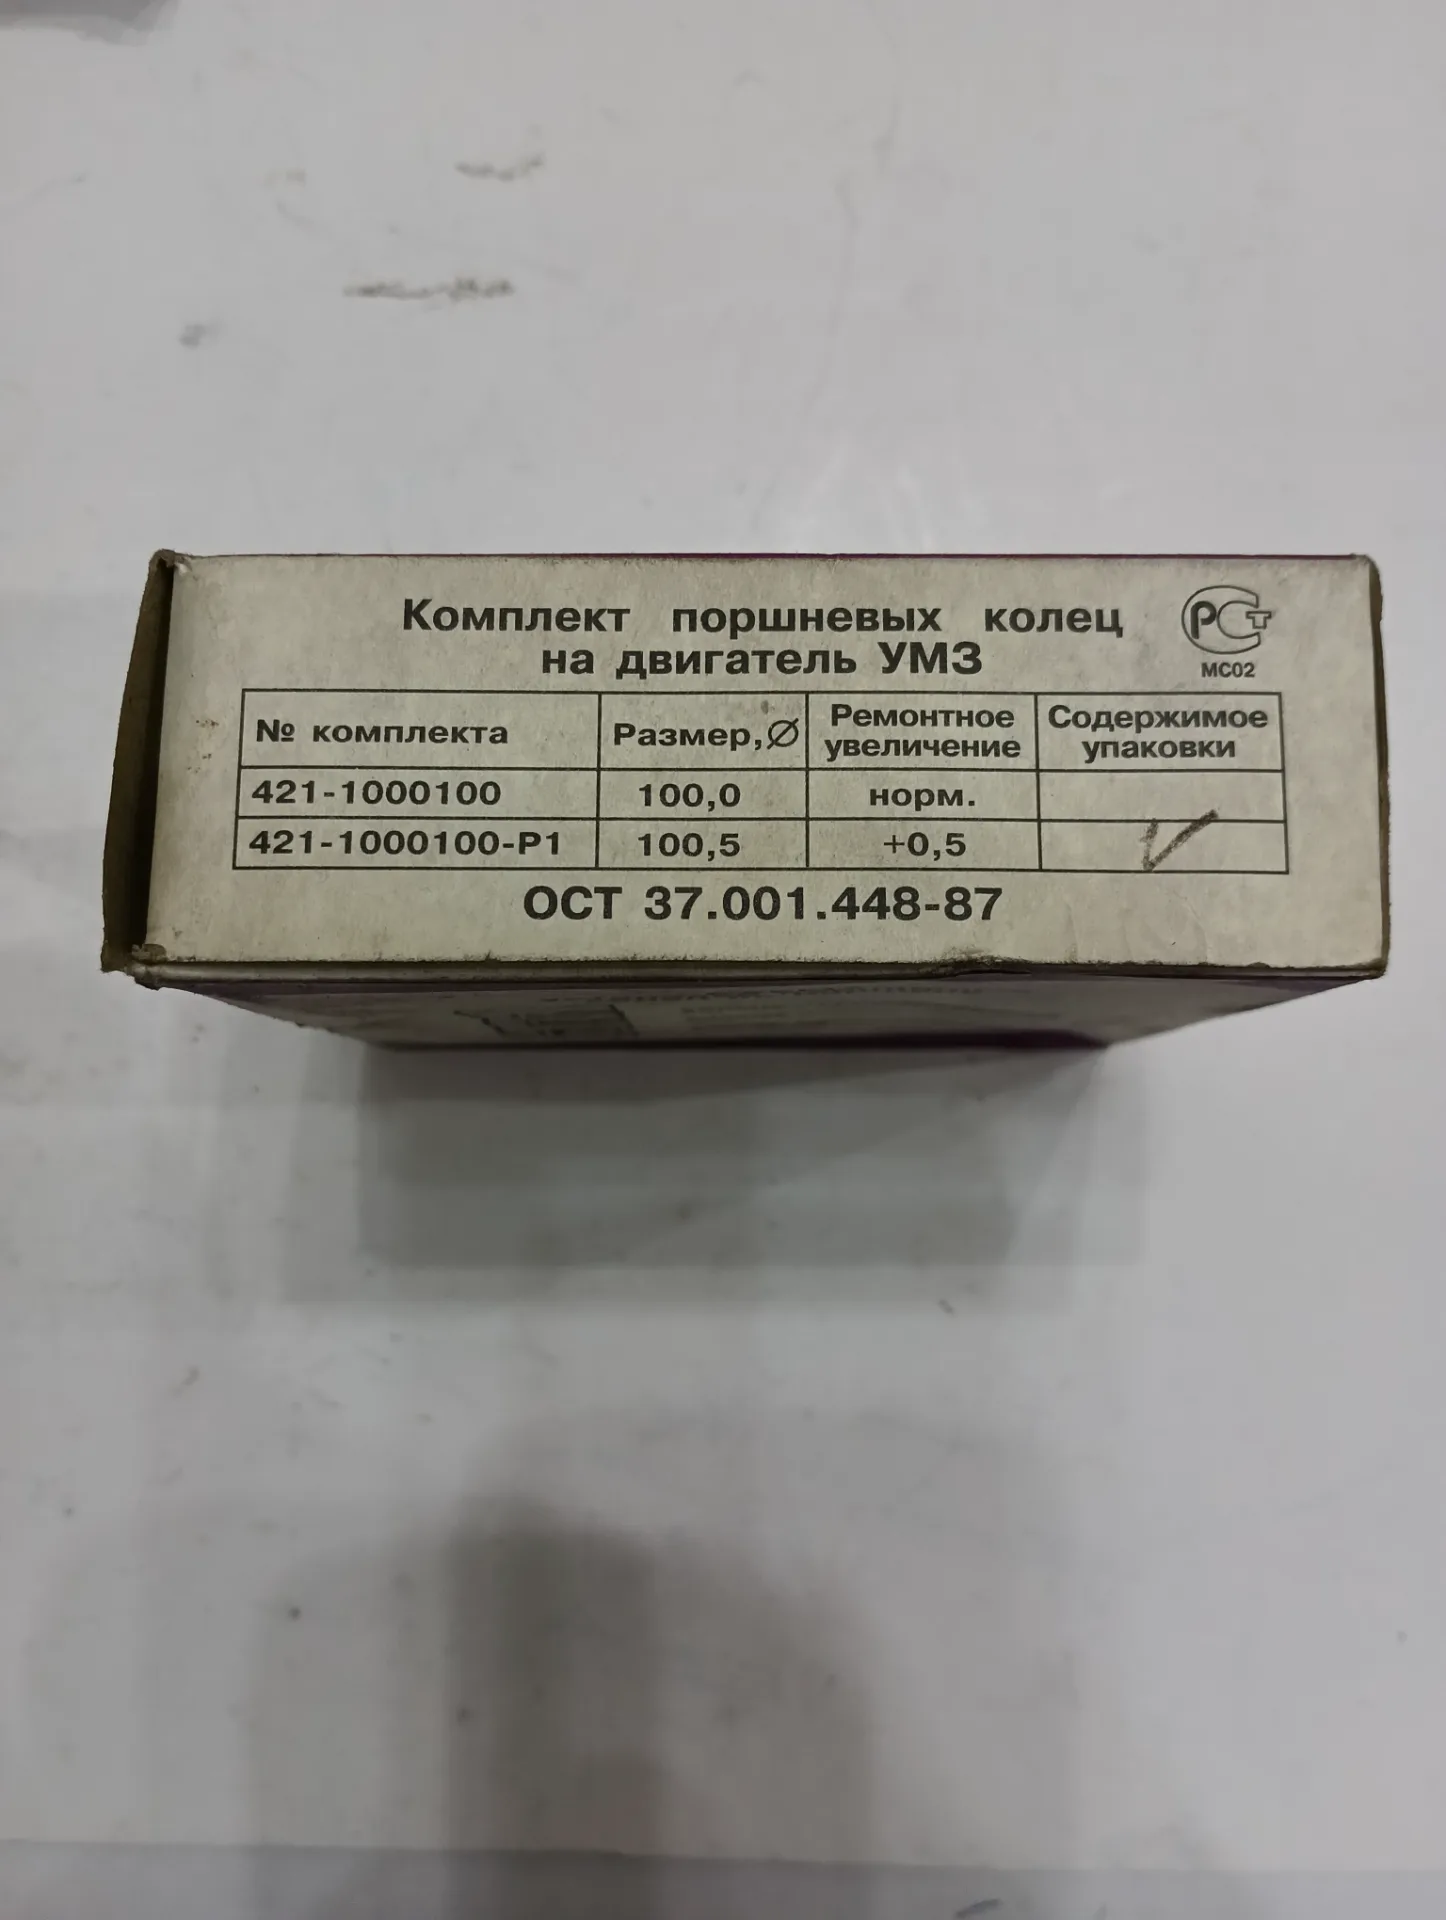 Комплект поршневых колец
на двигатель УМЗ
РСТ
МС02
№ комплекта Размер,∅ Ремонтное увеличение Содержимое упаковки
421-1000100 100,0 норм.
421-1000100-Р1 100,5 +0,5 V
ОСТ 37.001.448-87